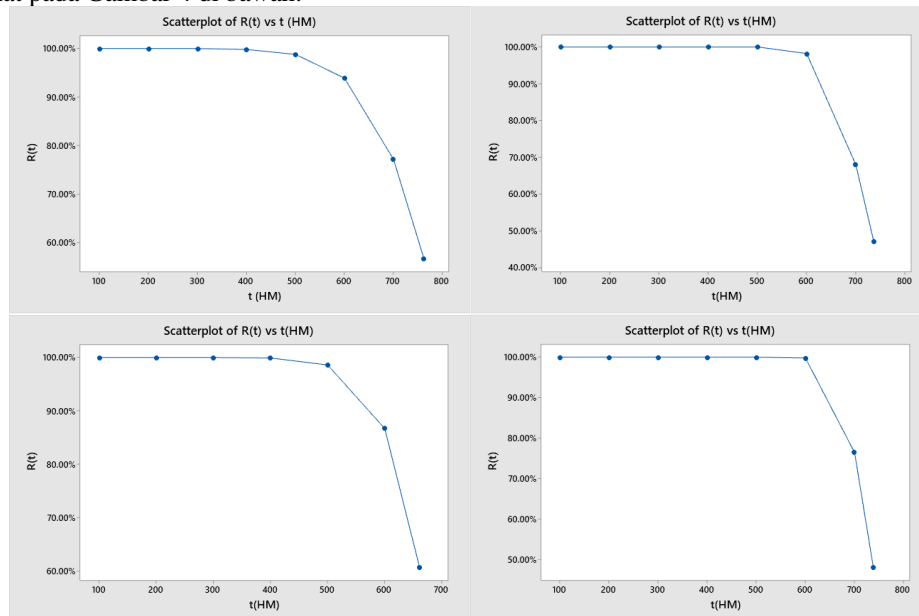 Gambar 4 di bawah.
Scatterplot of R(t) vs t (HM)
100.00%
90.00%
80.00%
70.00%
60.00%
R(t)
100 200 300 400 500 600 700 800
t (HM)
Scatterplot of R(t) vs t(HM)
100.00%
90.00%
80.00%
70.00%
60.00%
50.00%
40.00%
R(t)
100 200 300 400 500 600 700 800
t(HM)
Scatterplot of R(t) vs t(HM)
100.00%
90.00%
80.00%
70.00%
60.00%
R(t)
100 200 300 400 500 600 700
t(HM)
Scatterplot of R(t) vs t(HM)
100.00%
90.00%
80.00%
70.00%
60.00%
50.00%
R(t)
100 200 300 400 500 600 700 800
t(HM)